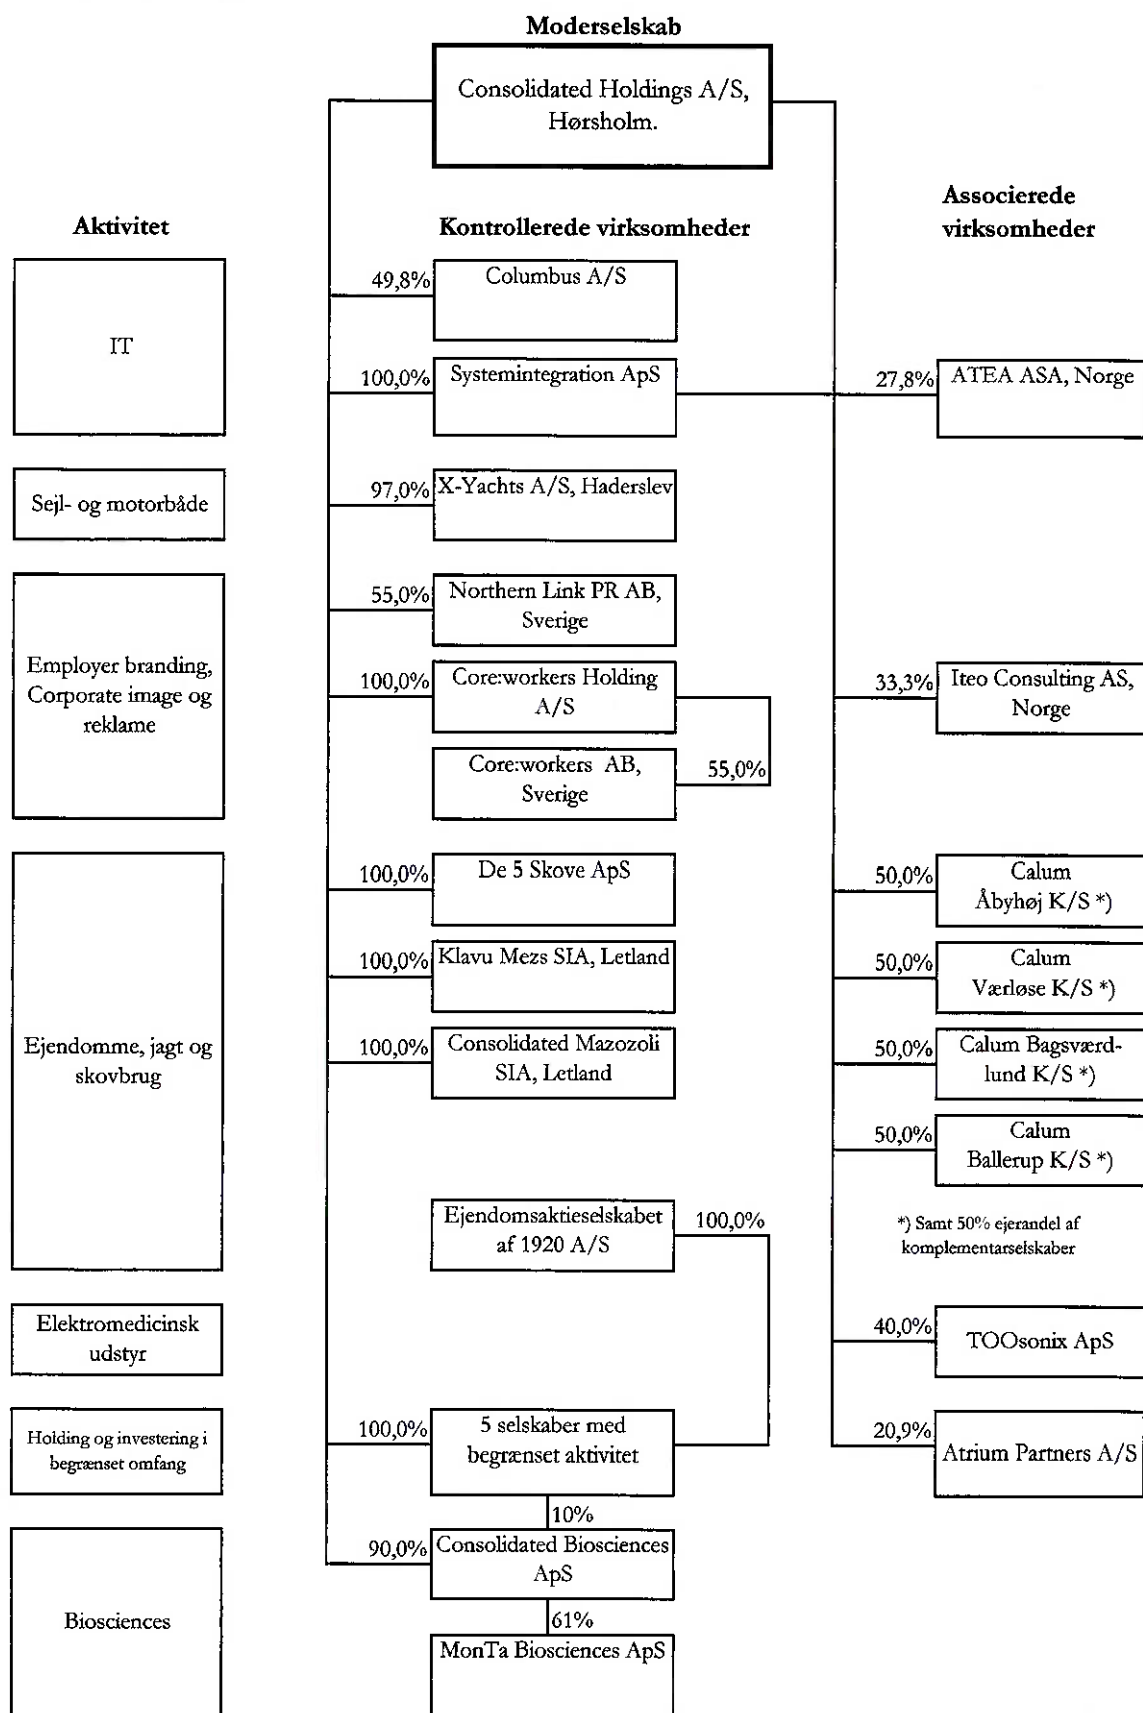 Moderselskab
Consolidated Holdings A/S,
Hørsholm.
Aktivitet
Kontrollerede virksomheder
Associerede
virksomheder
IT
49,8%
Columbus A/S
100,0%
Systemintegration ApS
27,8%
ATEA ASA, Norge
Sejl- og motorbåde
97,0%
X-Yachts A/S, Haderslev
Employer branding,
Corporate image og
reklame
55,0%
Northern Link PR AB,
Sverige
100,0%
Core:workers Holding
A/S
33,3%
Iteo Consulting AS,
Norge
Core:workers AB,
Sverige
55,0%
Ejendomme, jagt og
skovbrug
100,0%
De 5 Skove ApS
50,0%
Calum
Åbyhøj K/S *)
100,0%
Klavu Mezs SIA, Letland
50,0%
Calum
Værløse K/S *)
100,0%
Consolidated Mazozoli
SIA, Letland
50,0%
Calum Bagsværd-
lund K/S *)
50,0%
Calum
Ballerup K/S *)
Ejendomsaktieselskabet
af 1920 A/S
100,0%
*) Samt 50% ejerandel af
komplementarselskaber
Elektromedicinsk
udstyr
40,0%
TOOsonix ApS
Holding og investering i
begrænset omfang
100,0%
5 selskaber med
begrænset aktivitet
20,9%
Atrium Partners A/S
10%
Biosciences
90,0%
Consolidated Biosciences
ApS
61%
MonTa Biosciences ApS